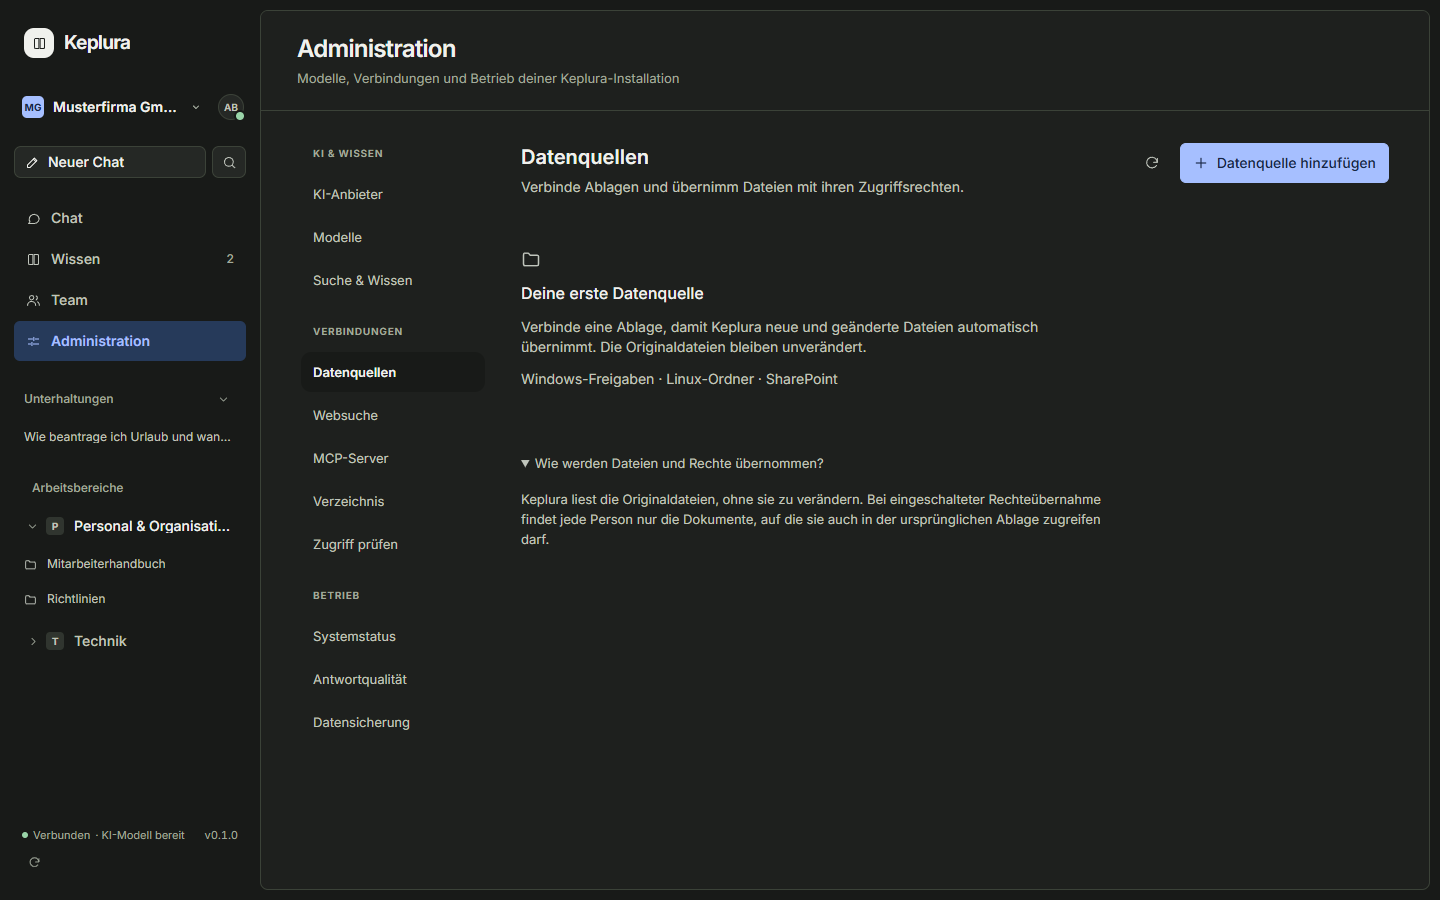 Keplura
MG Musterfirma Gm... AB
Neuer Chat
Chat
Wissen 2
Team
Administration
Unterhaltungen
Wie beantrage ich Urlaub und wan...
Arbeitsbereiche
P Personal & Organisati...
Mitarbeiterhandbuch
Richtlinien
T Technik
Verbunden · KI-Modell bereit v0.1.0
Administration
Modelle, Verbindungen und Betrieb deiner Keplura-Installation
KI & WISSEN
KI-Anbieter
Modelle
Suche & Wissen
VERBINDUNGEN
Datenquellen
Websuche
MCP-Server
Verzeichnis
Zugriff prüfen
BETRIEB
Systemstatus
Antwortqualität
Datensicherung
Datenquellen
Verbinde Ablagen und übernimm Dateien mit ihren Zugriffsrechten.
Datenquelle hinzufügen
Deine erste Datenquelle
Verbinde eine Ablage, damit Keplura neue und geänderte Dateien automatisch
übernimmt. Die Originaldateien bleiben unverändert.
Windows-Freigaben · Linux-Ordner · SharePoint
Wie werden Dateien und Rechte übernommen?
Keplura liest die Originaldateien, ohne sie zu verändern. Bei eingeschalteter Rechteübernahme
findet jede Person nur die Dokumente, auf die sie auch in der ursprünglichen Ablage zugreifen
darf.